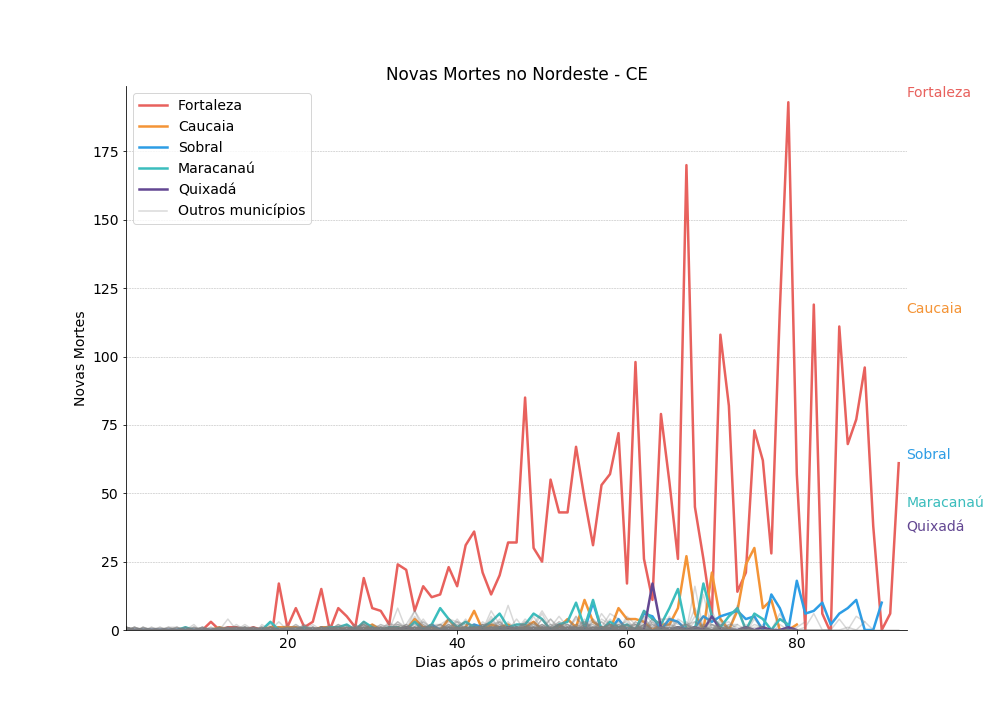 Novas Mortes no Nordeste - CE
Fortaleza
Caucaia
Sobral
Maracanaú
Quixadá
Outros municípios
Fortaleza
Caucaia
Sobral
Maracanaú
Quixadá
175
150
125
100
75
50
25
0
Novas Mortes
20
40
60
80
Dias após o primeiro contato